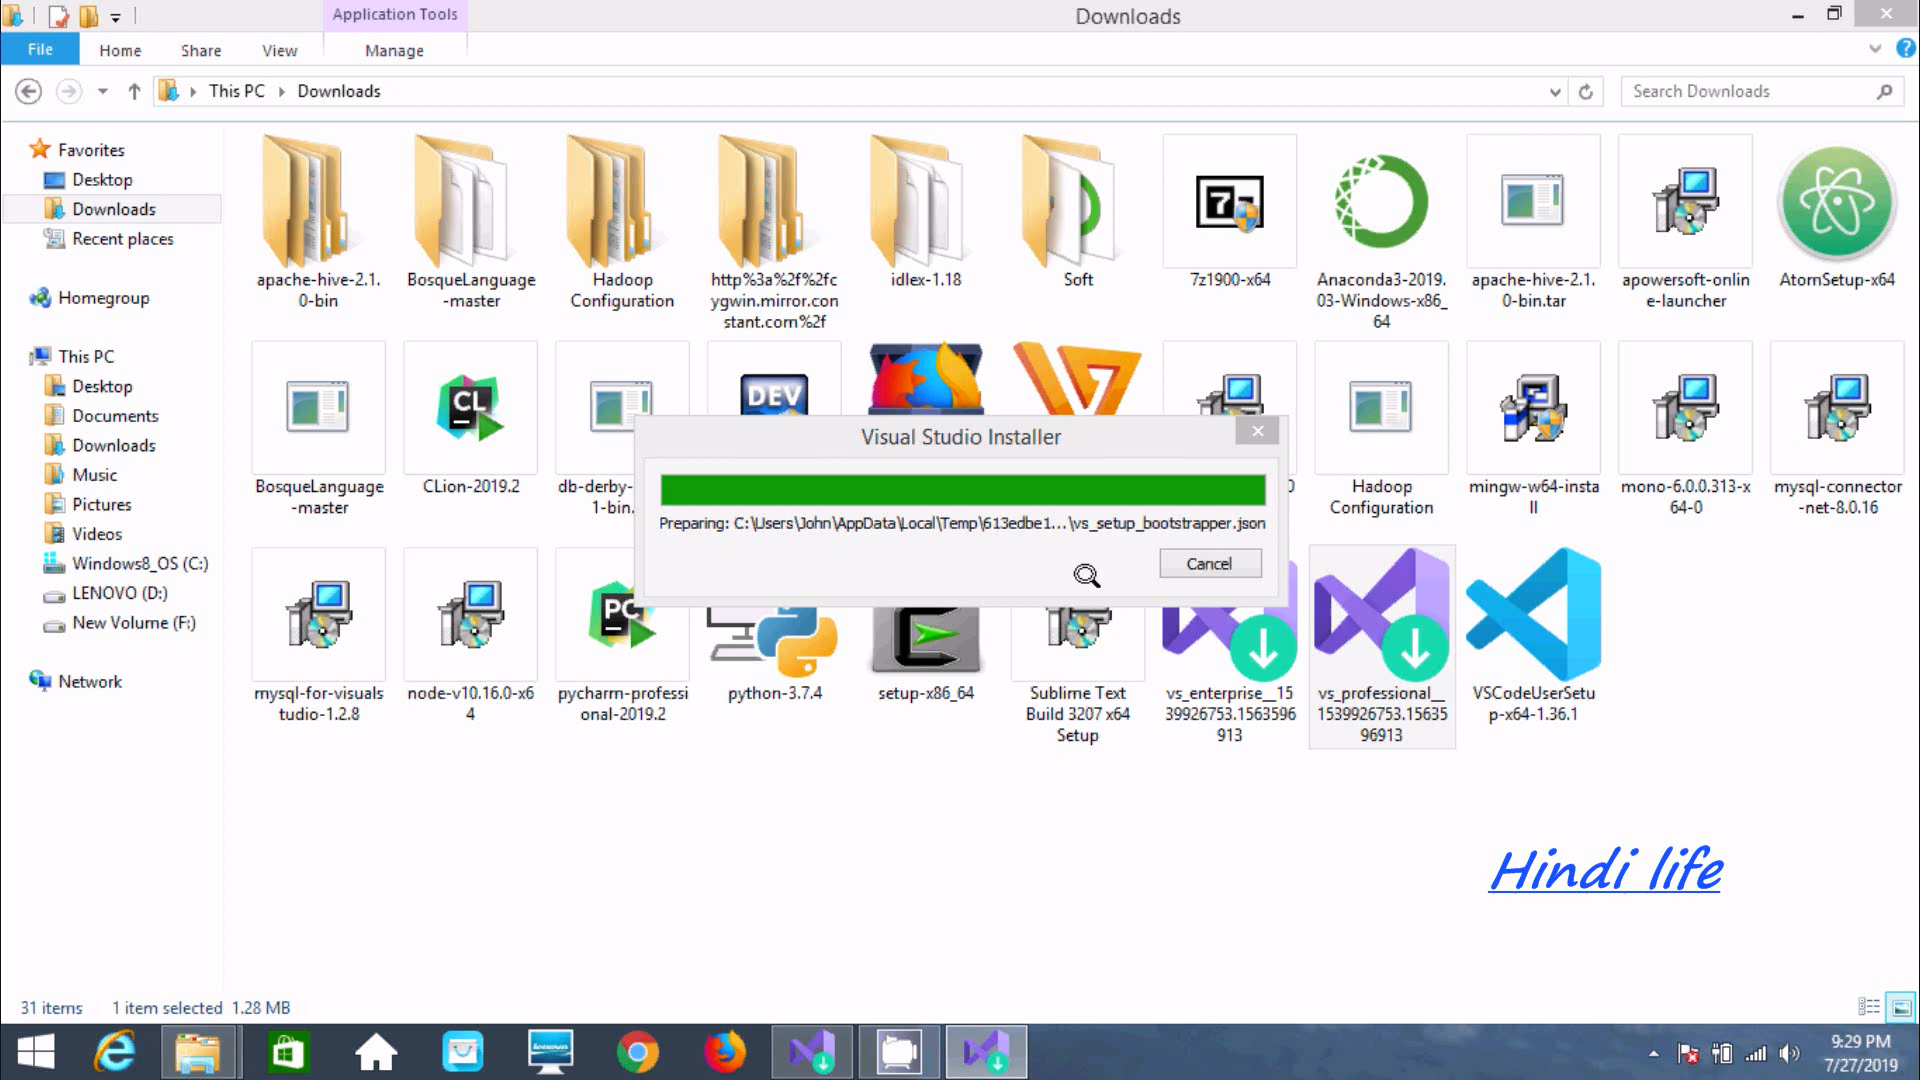 Application Tools
Downloads
File
Home
Share
View
Manage
This PC
Downloads
Search Downloads
Favorites
Desktop
Downloads
Recent places
Homegroup
This PC
Desktop
Documents
Downloads
Music
Pictures
Videos
Windows8_OS (C:)
LENOVO (D:)
New Volume (F:)
Network
apache-hive-2.1.
0-bin
BosqueLanguage
-master
Hadoop
Configuration
http%3a%2f%2fc
ygwin.mirror.con
stant.com%2f
idlex-1.18
Soft
7z1900-x64
Anaconda3-2019.
03-Windows-x86_
64
apache-hive-2.1.
0-bin.tar
apowersoft-onlin
e-launcher
AtomSetup-x64
BosqueLanguage
-master
CL
CLion-2019.2
db-derby-
1-bin.
DEV
0
Hadoop
Configuration
mingw-w64-insta
ll
mono-6.0.0.313-x
64-0
mysql-connector
-net-8.0.16
Visual Studio Installer
Preparing: C:\Users\John\AppData\Local\Temp\613edbe1...\vs_setup_bootstrapper.json
Cancel
mysql-for-visuals
tudio-1.2.8
node-v10.16.0-x6
4
PC
pycharm-professi
onal-2019.2
python-3.7.4
setup-x86_64
Sublime Text
Build 3207 x64
Setup
vs_enterprise__15
39926753.1563596
913
vs_professional__
1539926753.15635
96913
VSCodeUserSetu
p-x64-1.36.1
Hindi life
31 items
1 item selected 1.28 MB
9:29 PM
7/27/2019